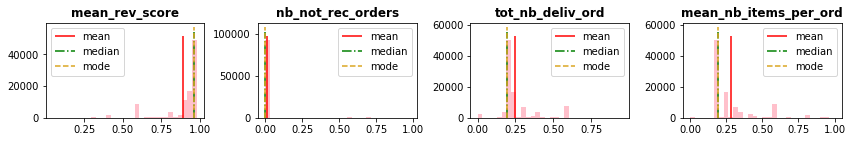 mean_rev_score
mean
median
mode
40000
20000
0
0.25 0.50 0.75 1.00
nb_not_rec_orders
mean
median
mode
100000
50000
0
0.00 0.25 0.50 0.75 1.00
tot_nb_deliv_ord
mean
median
mode
60000
40000
20000
0
0.00 0.25 0.50 0.75
mean_nb_items_per_ord
mean
median
mode
60000
40000
20000
0
0.00 0.25 0.50 0.75 1.00